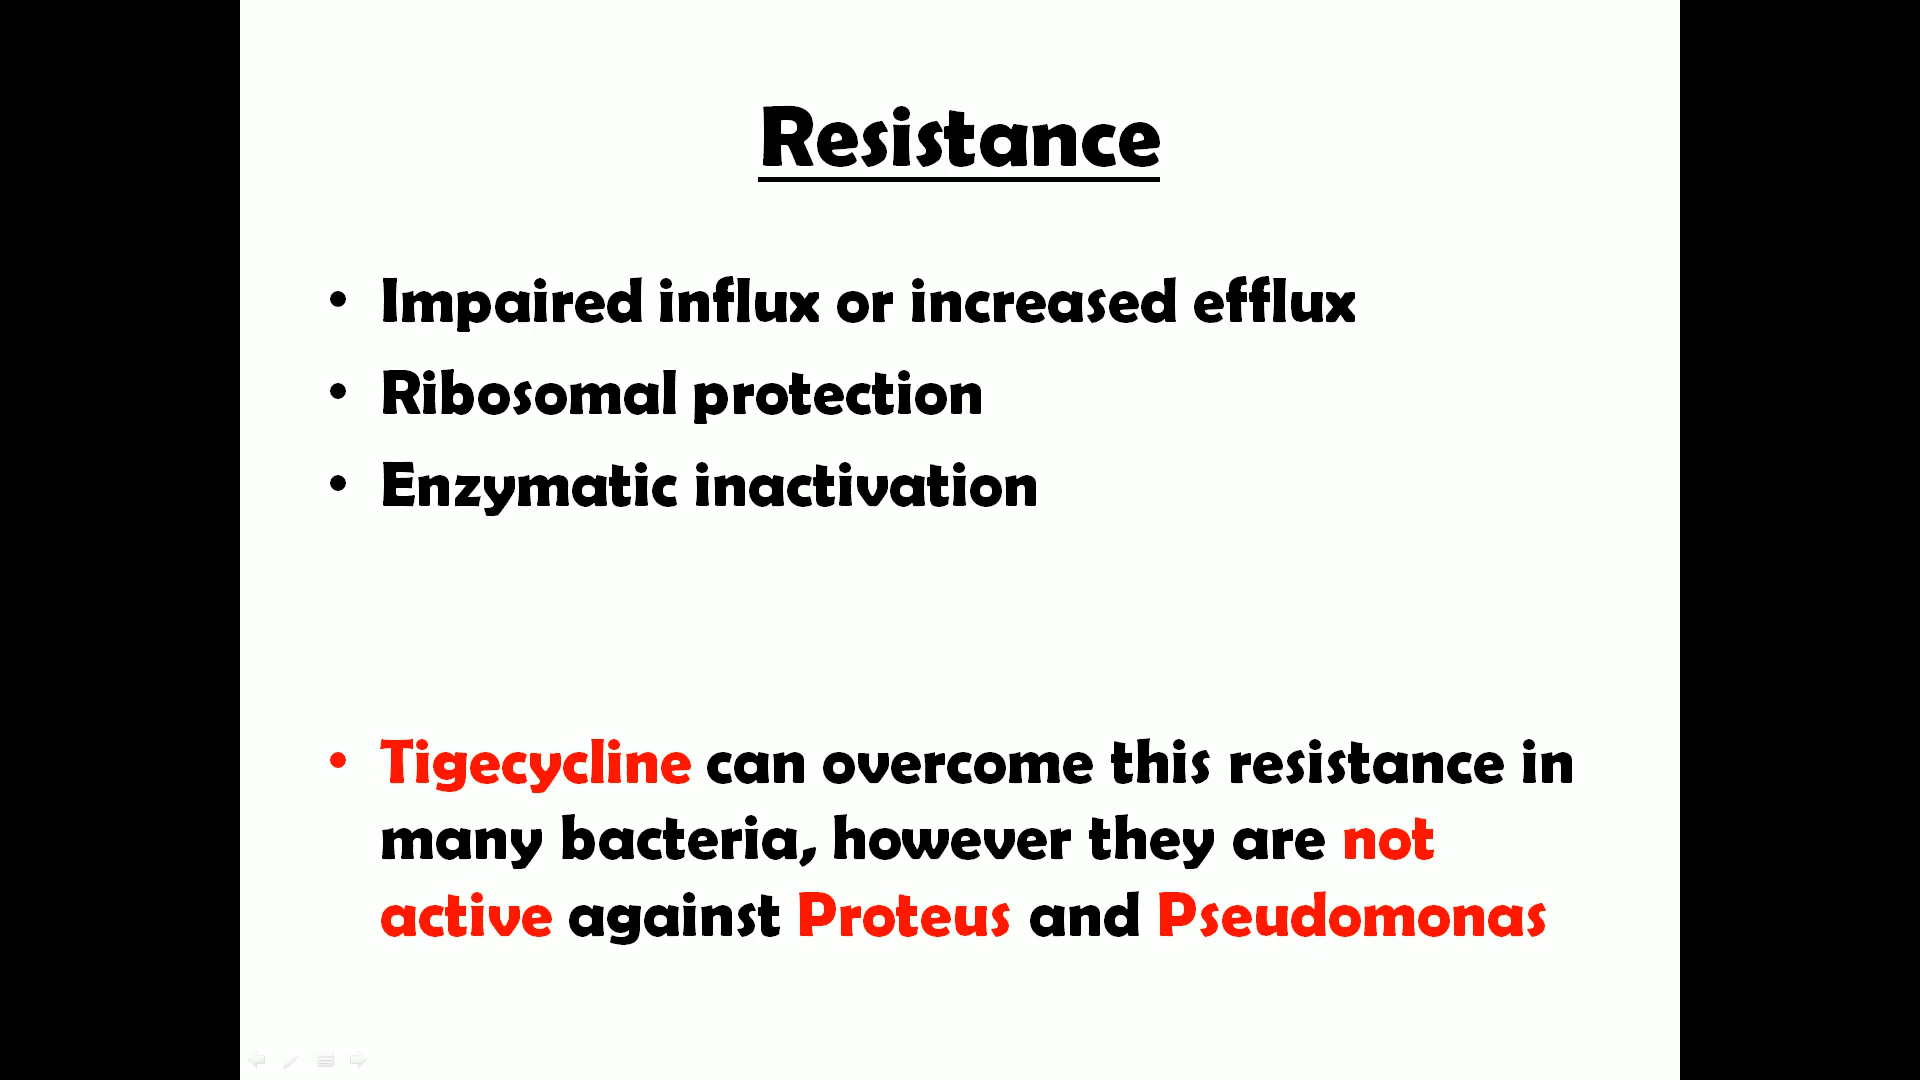 Resistance
• Impaired influx or increased efflux
• Ribosomal protection
• Enzymatic inactivation
• Tigecycline can overcome this resistance in
many bacteria, however they are not
active against Proteus and Pseudomonas